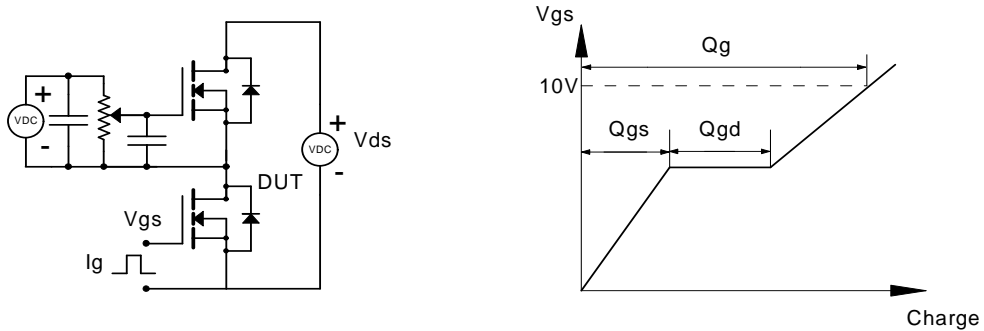 VDC
+
-
VDC
+
-
Vds
DUT
Vgs
Ig
Vgs
Qg
10V
Qgs
Qgd
Charge